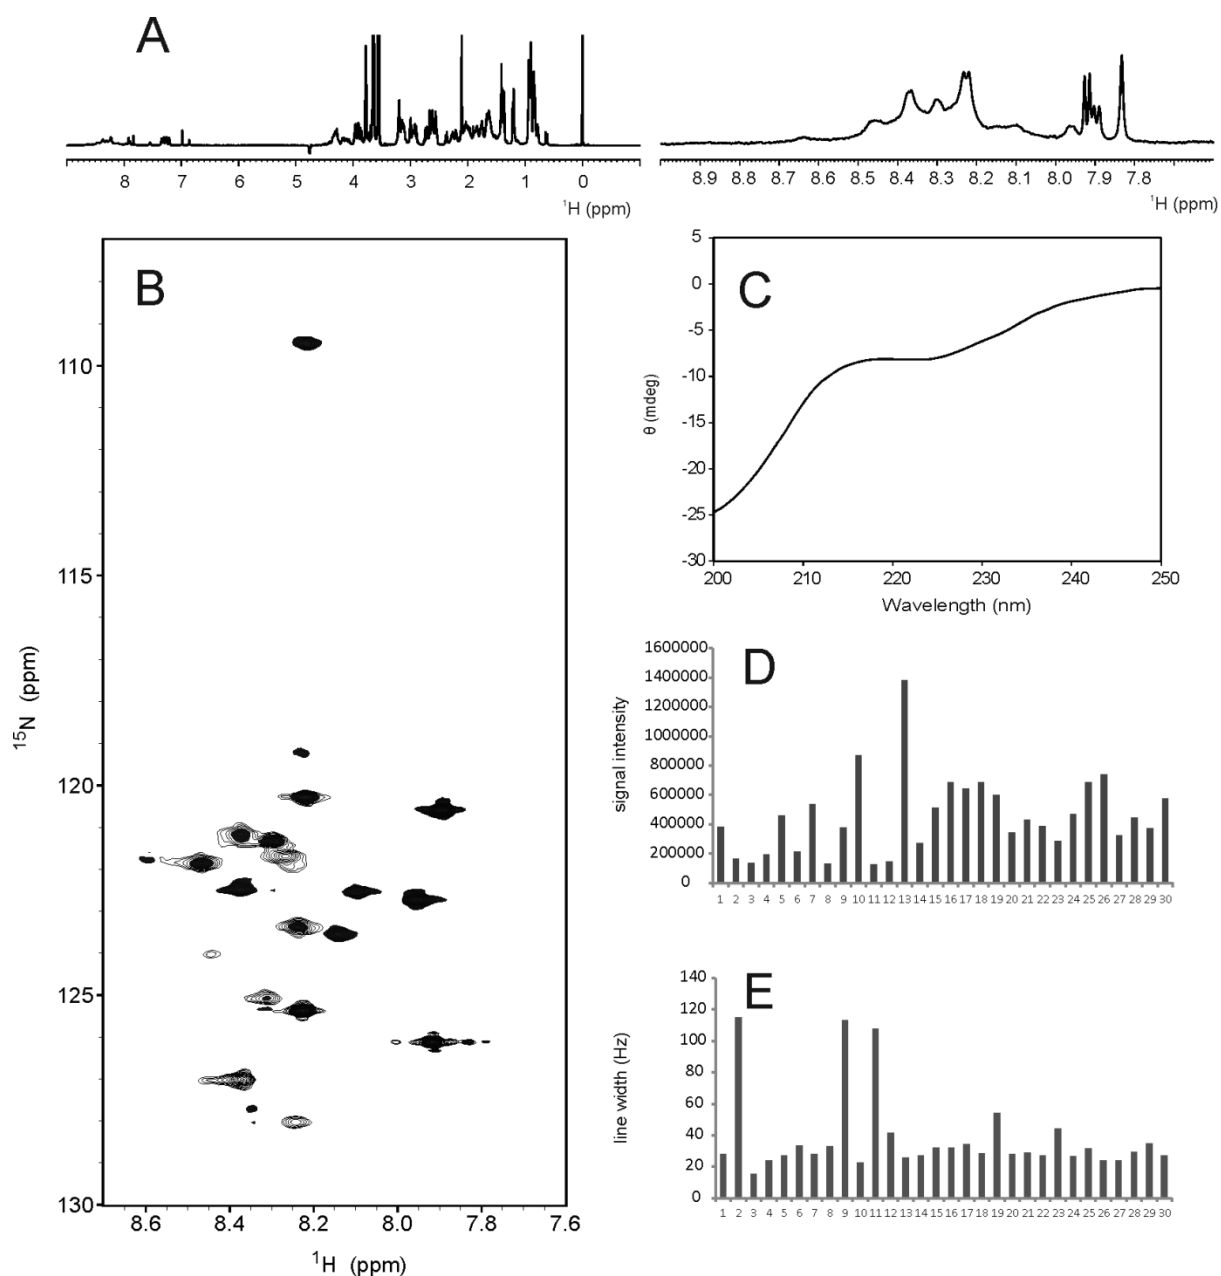 A
8 7 6 5 4 3 2 1 0
¹H (ppm)
8.9 8.8 8.7 8.6 8.5 8.4 8.3 8.2 8.1 8.0 7.9 7.8
¹H (ppm)
B
110
115
120
125
130
¹⁵N (ppm)
8.6 8.4 8.2 8.0 7.8 7.6
¹H (ppm)
C
5
0
-5
-10
-15
-20
-25
-30
θ (mdeg)
200 210 220 230 240 250
Wavelength (nm)
D
1600000
1400000
1200000
1000000
800000
600000
400000
200000
0
signal intensity
1 2 3 4 5 6 7 8 9 10 11 12 13 14 15 16 17 18 19 20 21 22 23 24 25 26 27 28 29 30
E
140
120
100
80
60
40
20
0
line width (Hz)
1 2 3 4 5 6 7 8 9 10 11 12 13 14 15 16 17 18 19 20 21 22 23 24 25 26 27 28 29 30